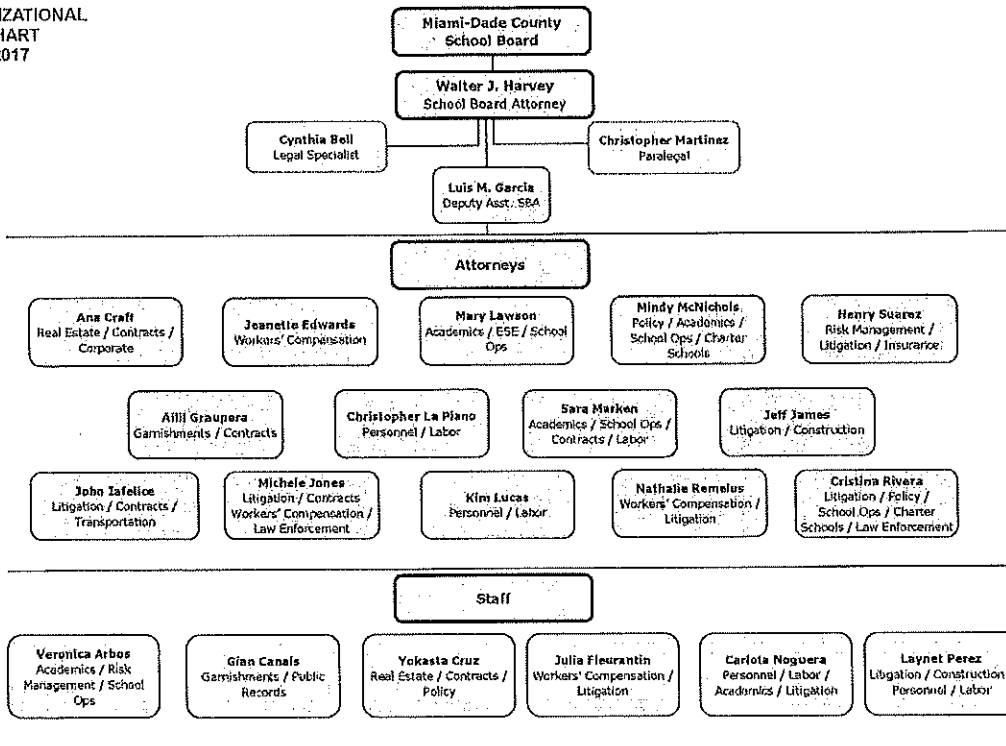 IZATIONAL
HART
2017
Miami-Dade County
School Board
Walter J. Harvey
School Board Attorney
Cynthia Bell
Legal Specialist
Christopher Martinez
Paralegal
Luis M. Garcia
Deputy Asst. SBA
Attorneys
Ana Craft
Real Estate / Contracts /
Corporate
Jeanette Edwards
Workers' Compensation
Mary Lawson
Academics / ESE / School
Ops
Mindy McNichols
Policy / Academics /
School Ops / Charter
Schools
Henry Suarez
Risk Management /
Litigation / Insurance
Ailli Graupera
Garnishments / Contracts
Christopher La Piano
Personnel / Labor
Sara Marken
Academics / School Ops /
Contracts / Labor
Jeff James
Litigation / Construction
John Iafelice
Litigation / Contracts /
Transportation
Michele Jones
Litigation / Contracts
Workers' Compensation /
Law Enforcement
Kim Lucas
Personnel / Labor
Nathalie Remelus
Workers' Compensation /
Litigation
Cristina Rivera
Litigation / Policy /
School Ops / Charter
Schools / Law Enforcement
Staff
Veronica Arbos
Academics / Risk
Management / School
Ops
Gian Canals
Garnishments / Public
Records
Yokasta Cruz
Real Estate / Contracts /
Policy
Julia Fleurantin
Workers' Compensation /
Litigation
Carlota Noguera
Personnel / Labor /
Academics / Litigation
Laynet Perez
Litigation / Construction
Personnel / Labor